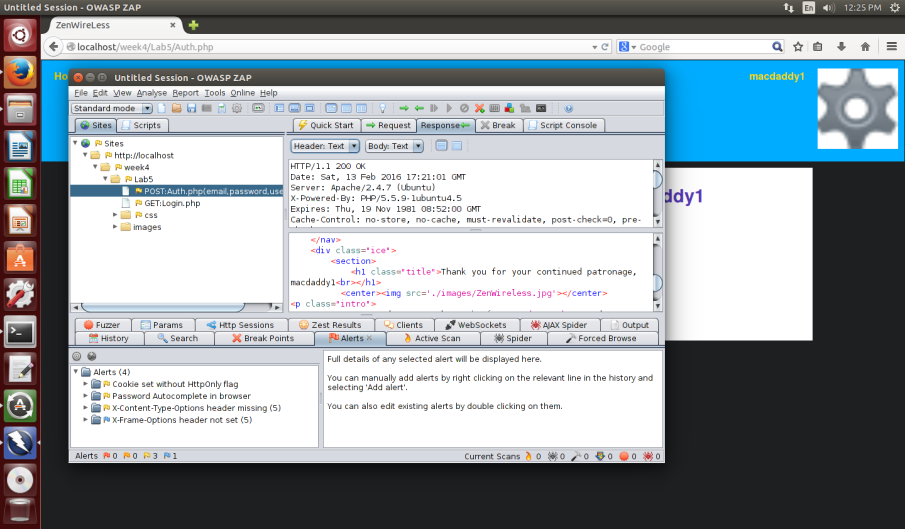 Untitled Session - OWASP ZAP
En
12:25 PM
ZenWireLess
localhost/week4/Lab5/Auth.php
Google
macdaddy1
Untitled Session - OWASP ZAP
File Edit View Analyse Report Tools Online Help
Standard mode
Sites Scripts
Quick Start Request Response Break Script Console
Sites
http://localhost
week4
Lab5
POST:Auth.php(email,password,use
GET:Login.php
css
images
Header: Text Body: Text
HTTP/1.1 200 OK
Date: Sat, 13 Feb 2016 17:21:01 GMT
Server: Apache/2.4.7 (Ubuntu)
X-Powered-By: PHP/5.5.9-1ubuntu4.5
Expires: Thu, 19 Nov 1981 08:52:00 GMT
Cache-Control: no-store, no-cache, must-revalidate, post-check=0, pre-
</nav>
<div class="ice">
<section>
<h1 class="title">Thank you for your continued patronage,
macdaddy1<br></h1>
<center><img src='./images/ZenWireless.jpg'></center>
<p class="intro">
ddy1
Fuzzer Params Http Sessions Zest Results Clients WebSockets AJAX Spider Output
History Search Break Points Alerts Active Scan Spider Forced Browse
Alerts (4)
Cookie set without HttpOnly flag
Password Autocomplete in browser
X-Content-Type-Options header missing (5)
X-Frame-Options header not set (5)
Full details of any selected alert will be displayed here.
You can manually add alerts by right clicking on the relevant line in the history and
selecting 'Add alert'.
You can also edit existing alerts by double clicking on them.
Alerts 0 0 3 1
Current Scans 0 0 0 0 0 0